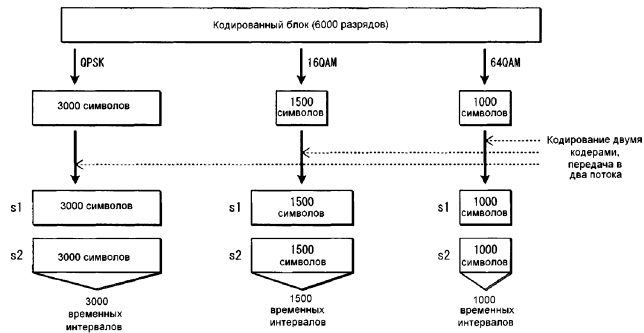 Кодированный блок (6000 разрядов)
QPSK
16QAM
64QAM
3000 символов
1500
символов
1000
символов
Кодирование двумя
кодерами,
передача в
два потока
s1
3000 символов
s1
1500
символов
s1
1000
символов
s2
3000 символов
s2
1500
символов
s2
1000
символов
3000
временных
интервалов
1500
временных
интервалов
1000
временных
интервалов